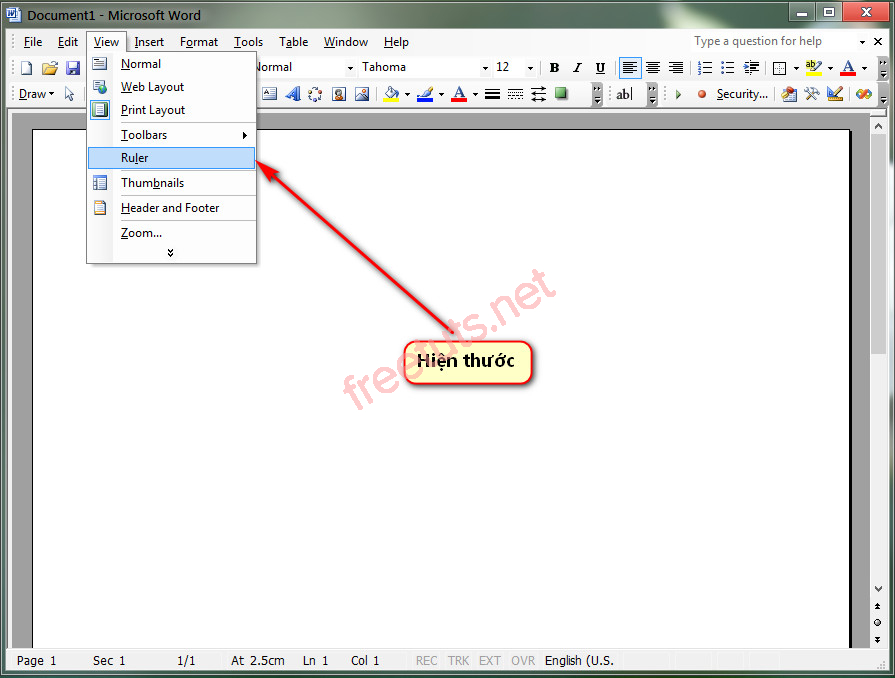 Document1 - Microsoft Word
File Edit View Insert Format Tools Table Window Help Type a question for help
Normal Tahoma 12 B I U
Draw Security...
Normal
Web Layout
Print Layout
Toolbars
Ruler
Thumbnails
Header and Footer
Zoom...
Hiện thước
freetuts.net
Page 1 Sec 1 1/1 At 2.5cm Ln 1 Col 1 REC TRK EXT OVR English (U.S.